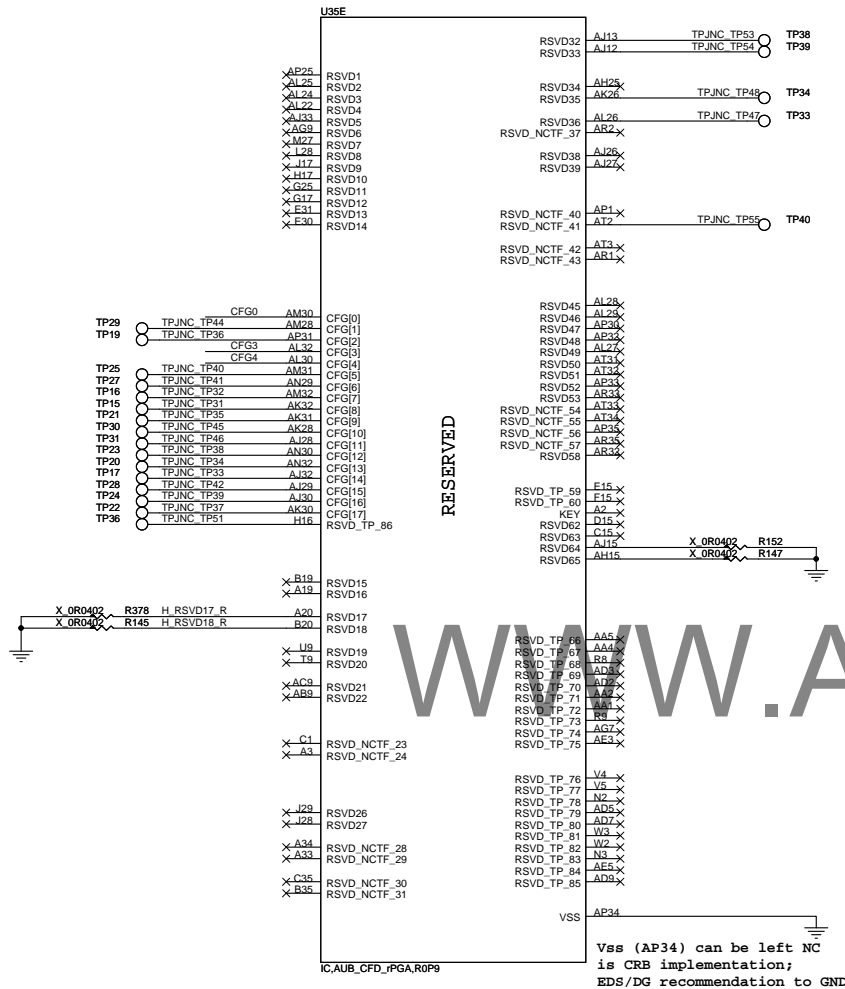 U35E
AP25 RSVD1
AL25 RSVD2
AL24 RSVD3
AL22 RSVD4
AJ33 RSVD5
AG9 RSVD6
M27 RSVD7
L28 RSVD8
J17 RSVD9
H17 RSVD10
G25 RSVD11
G17 RSVD12
E31 RSVD13
E30 RSVD14
CFG0 AM30 CFG[0]
TP29 TPJNC_TP44 AM28 CFG[1]
TP19 TPJNC_TP36 AP31 CFG[2]
CFG3 AL32 CFG[3]
CFG4 AL30 CFG[4]
TP25 TPJNC_TP40 AM31 CFG[5]
TP27 TPJNC_TP41 AN29 CFG[6]
TP16 TPJNC_TP32 AM32 CFG[7]
TP15 TPJNC_TP31 AK32 CFG[8]
TP21 TPJNC_TP35 AK31 CFG[9]
TP30 TPJNC_TP45 AK28 CFG[10]
TP31 TPJNC_TP46 AJ28 CFG[11]
TP23 TPJNC_TP38 AN30 CFG[12]
TP20 TPJNC_TP34 AN32 CFG[13]
TP17 TPJNC_TP33 AJ32 CFG[14]
TP28 TPJNC_TP42 AJ29 CFG[15]
TP24 TPJNC_TP39 AJ30 CFG[16]
TP22 TPJNC_TP37 AK30 CFG[17]
TP36 TPJNC_TP51 H16 RSVD_TP_86
B19 RSVD15
A19 RSVD16
X_0R0402 R378 H_RSVD17_R A20 RSVD17
X_0R0402 R145 H_RSVD18_R B20 RSVD18
U9 RSVD19
T9 RSVD20
AC9 RSVD21
AB9 RSVD22
C1 RSVD_NCTF_23
A3 RSVD_NCTF_24
J29 RSVD26
J28 RSVD27
A34 RSVD_NCTF_28
A33 RSVD_NCTF_29
C35 RSVD_NCTF_30
B35 RSVD_NCTF_31
RESERVED
RSVD32 AJ13 TPJNC_TP53 TP38
RSVD33 AJ12 TPJNC_TP54 TP39
RSVD34 AH25
RSVD35 AK26 TPJNC_TP48 TP34
RSVD36 AL26 TPJNC_TP47 TP33
RSVD_NCTF_37 AR2
RSVD38 AJ26
RSVD39 AJ27
RSVD_NCTF_40 AP1
RSVD_NCTF_41 AT2 TPJNC_TP55 TP40
RSVD_NCTF_42 AT3
RSVD_NCTF_43 AR1
RSVD45 AL28
RSVD46 AL29
RSVD47 AP30
RSVD48 AP32
RSVD49 AL27
RSVD50 AT31
RSVD51 AT32
RSVD52 AP33
RSVD53 AR33
RSVD_NCTF_54 AT33
RSVD_NCTF_55 AT34
RSVD_NCTF_56 AP35
RSVD_NCTF_57 AR35
RSVD58 AR32
RSVD_TP_59 E15
RSVD_TP_60 F15
KEY A2
RSVD62 D15
RSVD63 C15
RSVD64 AJ15 X_0R0402 R152
RSVD65 AH15 X_0R0402 R147
RSVD_TP_66 AA5
RSVD_TP_67 AA4
RSVD_TP_68 R8
RSVD_TP_69 AD3
RSVD_TP_70 AD2
RSVD_TP_71 AA2
RSVD_TP_72 AA1
RSVD_TP_73 R9
RSVD_TP_74 AG7
RSVD_TP_75 AE3
RSVD_TP_76 V4
RSVD_TP_77 V5
RSVD_TP_78 N2
RSVD_TP_79 AD5
RSVD_TP_80 AD7
RSVD_TP_81 W3
RSVD_TP_82 W2
RSVD_TP_83 N3
RSVD_TP_84 AE5
RSVD_TP_85 AD9
VSS AP34
WWW.A
IC,AUB_CFD_rPGA,R0P9
Vss (AP34) can be left NC
is CRB implementation;
EDS/DG recommendation to GND